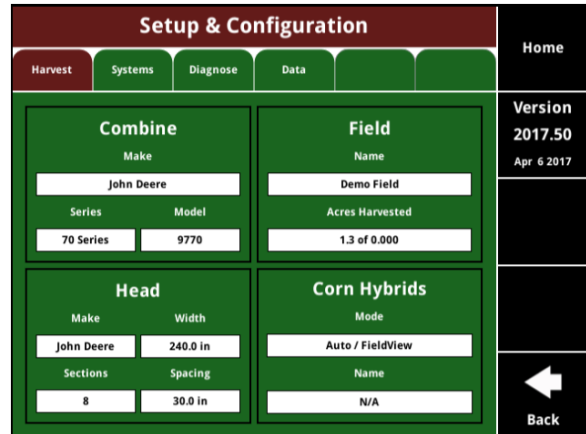 Setup & Configuration
Home
Harvest Systems Diagnose Data
Version
2017.50
Apr 6 2017
Combine
Make
John Deere
Series Model
70 Series 9770
Field
Name
Demo Field
Acres Harvested
1.3 of 0.000
Head
Make Width
John Deere 240.0 in
Sections Spacing
8 30.0 in
Corn Hybrids
Mode
Auto / FieldView
Name
N/A
Back